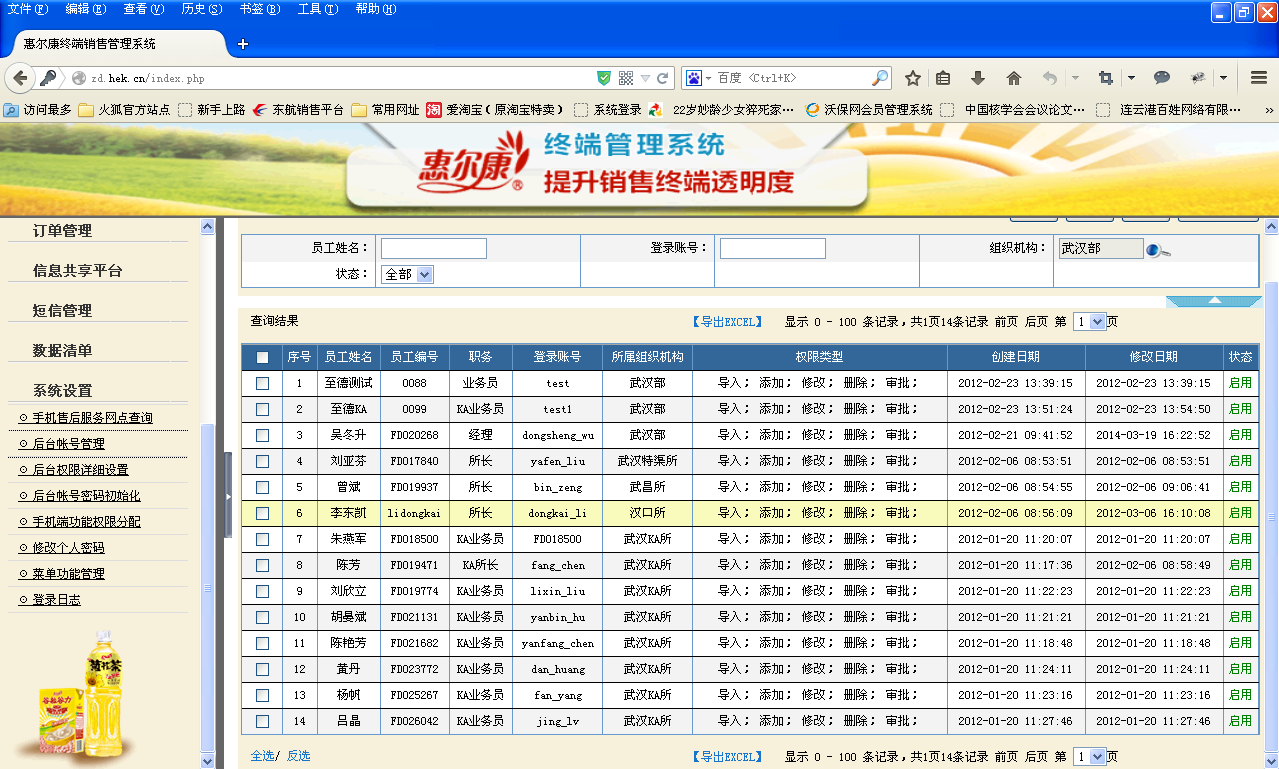 文件(F) 编辑(E) 查看(V) 历史(S) 书签(B) 工具(T) 帮助(H)
惠尔康终端销售管理系统
zd.hek.cn/index.php 百度 <Ctrl+K>
访问最多 火狐官方站点 新手上路 东航销售平台 常用网址 淘 爱淘宝(原淘宝特卖) 系统登录 22岁妙龄少女猝死家… 沃保网会员管理系统 中国核学会会议论文… 连云港百姓网络有限… »
惠尔康® 终端管理系统
提升销售终端透明度
订单管理
信息共享平台
短信管理
数据清单
系统设置
手机售后服务网点查询
后台帐号管理
后台权限详细设置
后台帐号密码初始化
手机端功能权限分配
修改个人密码
菜单功能管理
登录日志
员工姓名: 登录账号: 组织机构: 武汉部
状态: 全部
查询结果 【导出EXCEL】 显示 0 - 100 条记录,共1页14条记录 前页 后页 第 1 页
序号 员工姓名 员工编号 职务 登录账号 所属组织机构 权限类型 创建日期 修改日期 状态
1 至德测试 0088 业务员 test 武汉部 导入; 添加; 修改; 删除; 审批; 2012-02-23 13:39:15 2012-02-23 13:39:15 启用
2 至德KA 0099 KA业务员 test1 武汉部 导入; 添加; 修改; 删除; 审批; 2012-02-23 13:51:24 2012-02-23 13:54:50 启用
3 吴冬升 FD020268 经理 dongsheng_wu 武汉部 导入; 添加; 修改; 删除; 审批; 2012-02-21 09:41:52 2014-03-19 16:22:52 启用
4 刘亚芬 FD017840 所长 yafen_liu 武汉特渠所 导入; 添加; 修改; 删除; 审批; 2012-02-06 08:53:51 2012-02-06 08:53:51 启用
5 曾斌 FD019937 所长 bin_zeng 武昌所 导入; 添加; 修改; 删除; 审批; 2012-02-06 08:54:55 2012-02-06 09:06:41 启用
6 李东凯 lidongkai 所长 dongkai_li 汉口所 导入; 添加; 修改; 删除; 审批; 2012-02-06 08:56:09 2012-03-06 16:10:08 启用
7 朱燕军 FD018500 KA业务员 FD018500 武汉KA所 导入; 添加; 修改; 删除; 审批; 2012-01-20 11:20:07 2012-01-20 11:20:07 启用
8 陈芳 FD019471 KA所长 fang_chen 武汉KA所 导入; 添加; 修改; 删除; 审批; 2012-01-20 11:17:36 2012-02-06 08:58:49 启用
9 刘欣立 FD019774 KA业务员 lixin_liu 武汉KA所 导入; 添加; 修改; 删除; 审批; 2012-01-20 11:22:23 2012-01-20 11:22:23 启用
10 胡晏斌 FD021131 KA业务员 yanbin_hu 武汉KA所 导入; 添加; 修改; 删除; 审批; 2012-01-20 11:21:21 2012-01-20 11:21:21 启用
11 陈艳芳 FD021682 KA业务员 yanfang_chen 武汉KA所 导入; 添加; 修改; 删除; 审批; 2012-01-20 11:18:48 2012-01-20 11:18:48 启用
12 黄丹 FD023772 KA业务员 dan_huang 武汉KA所 导入; 添加; 修改; 删除; 审批; 2012-01-20 11:24:11 2012-01-20 11:24:11 启用
13 杨帆 FD025267 KA业务员 fan_yang 武汉KA所 导入; 添加; 修改; 删除; 审批; 2012-01-20 11:23:16 2012-01-20 11:23:16 启用
14 吕晶 FD026042 KA业务员 jing_lv 武汉KA所 导入; 添加; 修改; 删除; 审批; 2012-01-20 11:27:46 2012-01-20 11:27:46 启用
全选/ 反选 【导出EXCEL】 显示 0 - 100 条记录,共1页14条记录 前页 后页 第 1 页